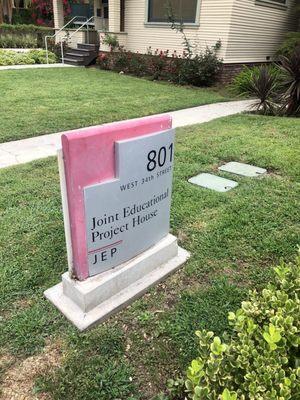 801
WEST 34TH STREET
Joint Educational
Project House
JEP